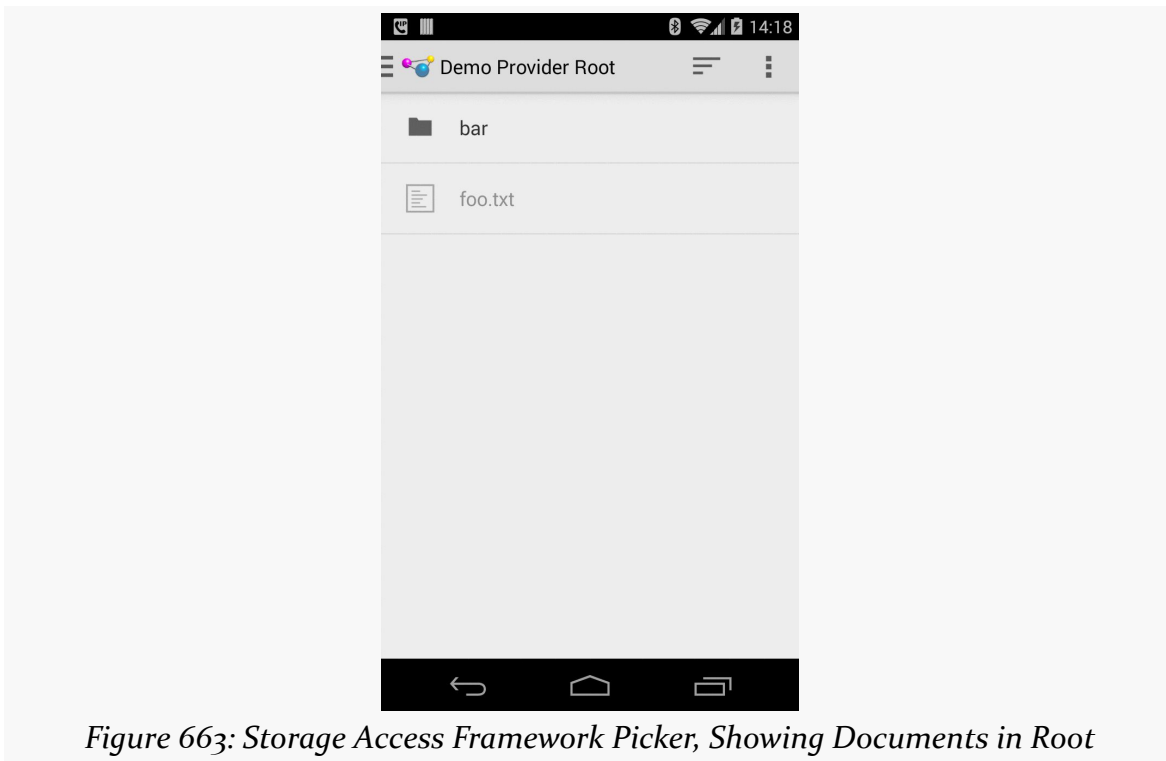 14:18
Demo Provider Root
bar
foo.txt
Figure 663: Storage Access Framework Picker, Showing Documents in Root